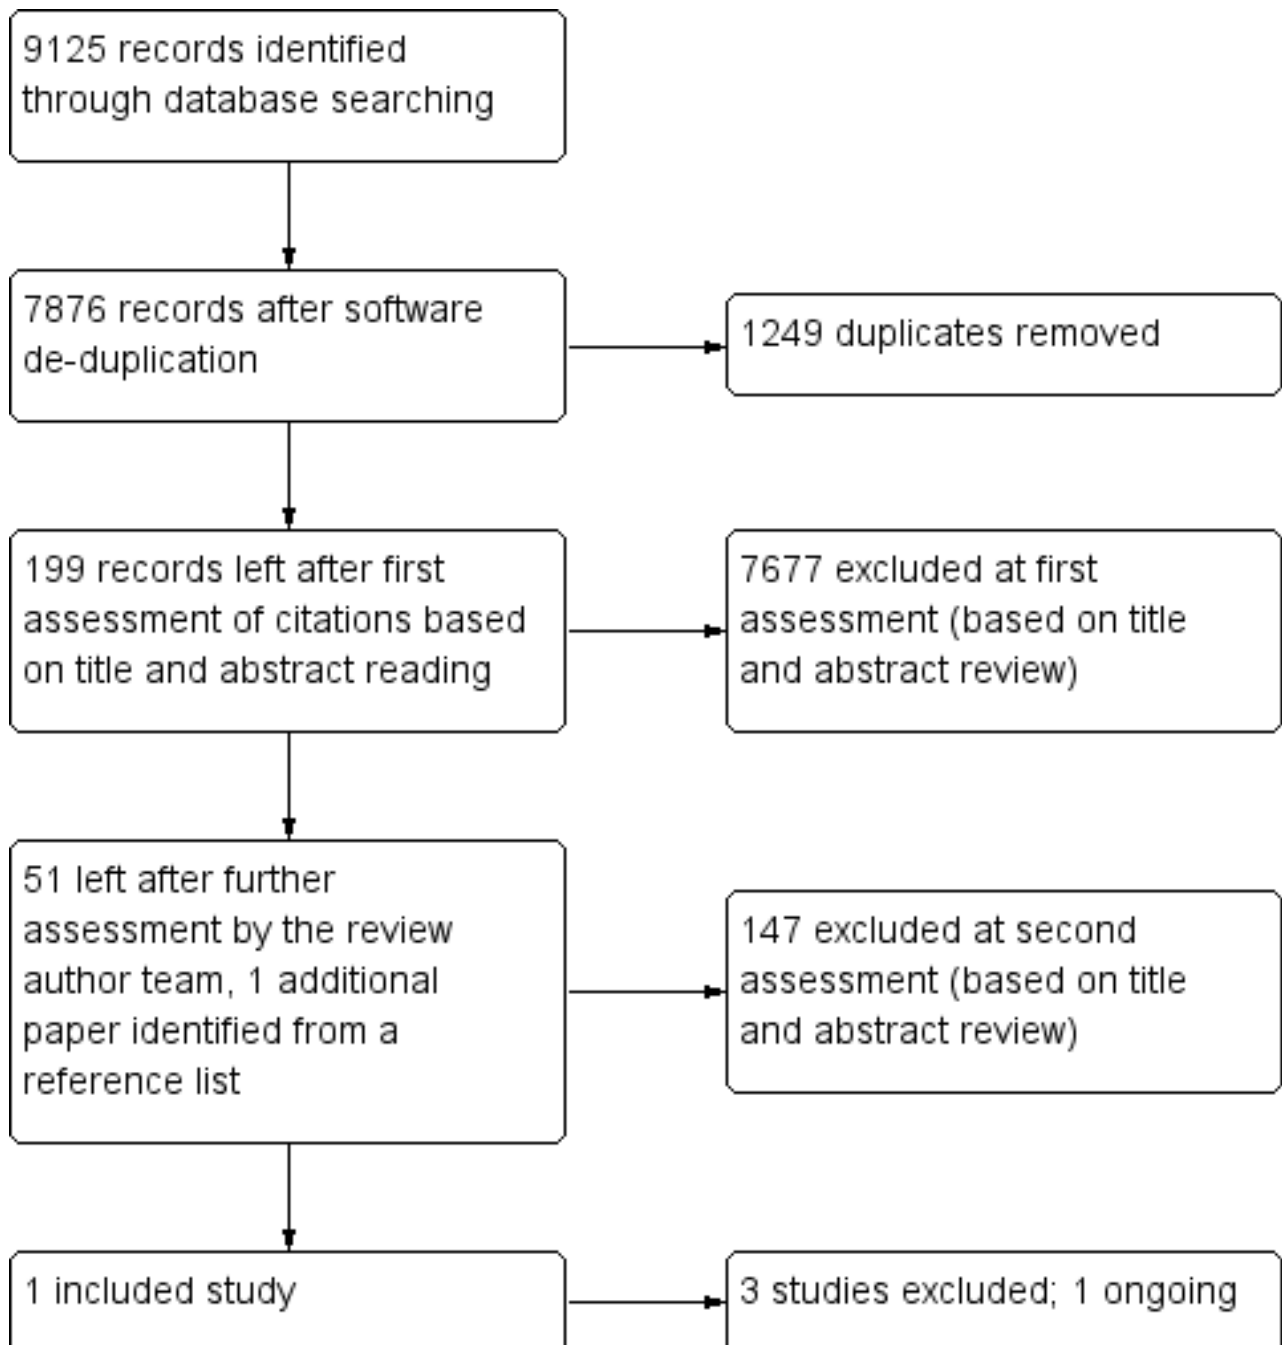 9125 records identified
through database searching
7876 records after software
de-duplication
1249 duplicates removed
199 records left after first
assessment of citations based
on title and abstract reading
7677 excluded at first
assessment (based on title
and abstract review)
51 left after further
assessment by the review
author team, 1 additional
paper identified from a
reference list
147 excluded at second
assessment (based on title
and abstract review)
1 included study
3 studies excluded; 1 ongoing